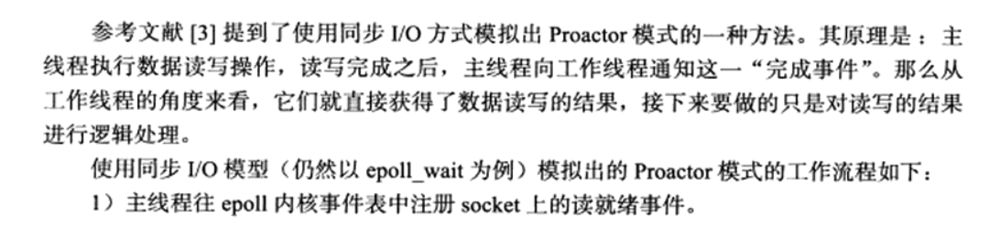 参考文献 [3] 提到了使用同步 I/O 方式模拟出 Proactor 模式的一种方法。其原理是：主
线程执行数据读写操作，读写完成之后，主线程向工作线程通知这一“完成事件”。那么从
工作线程的角度来看，它们就直接获得了数据读写的结果，接下来要做的只是对读写的结果
进行逻辑处理。
使用同步 I/O 模型（仍然以 epoll_wait 为例）模拟出的 Proactor 模式的工作流程如下：
1）主线程往 epoll 内核事件表中注册 socket 上的读就绪事件。